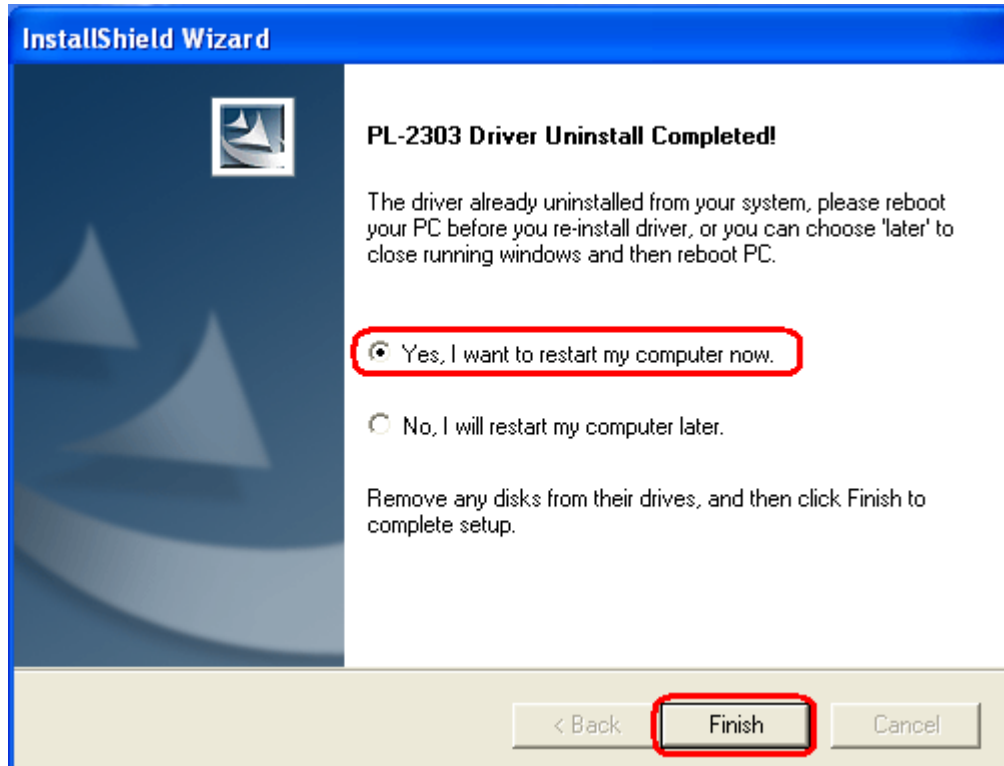 InstallShield Wizard
PL-2303 Driver Uninstall Completed!
The driver already uninstalled from your system, please reboot
your PC before you re-install driver, or you can choose 'later' to
close running windows and then reboot PC.
Yes, I want to restart my computer now.
No, I will restart my computer later.
Remove any disks from their drives, and then click Finish to
complete setup.
< Back
Finish
Cancel